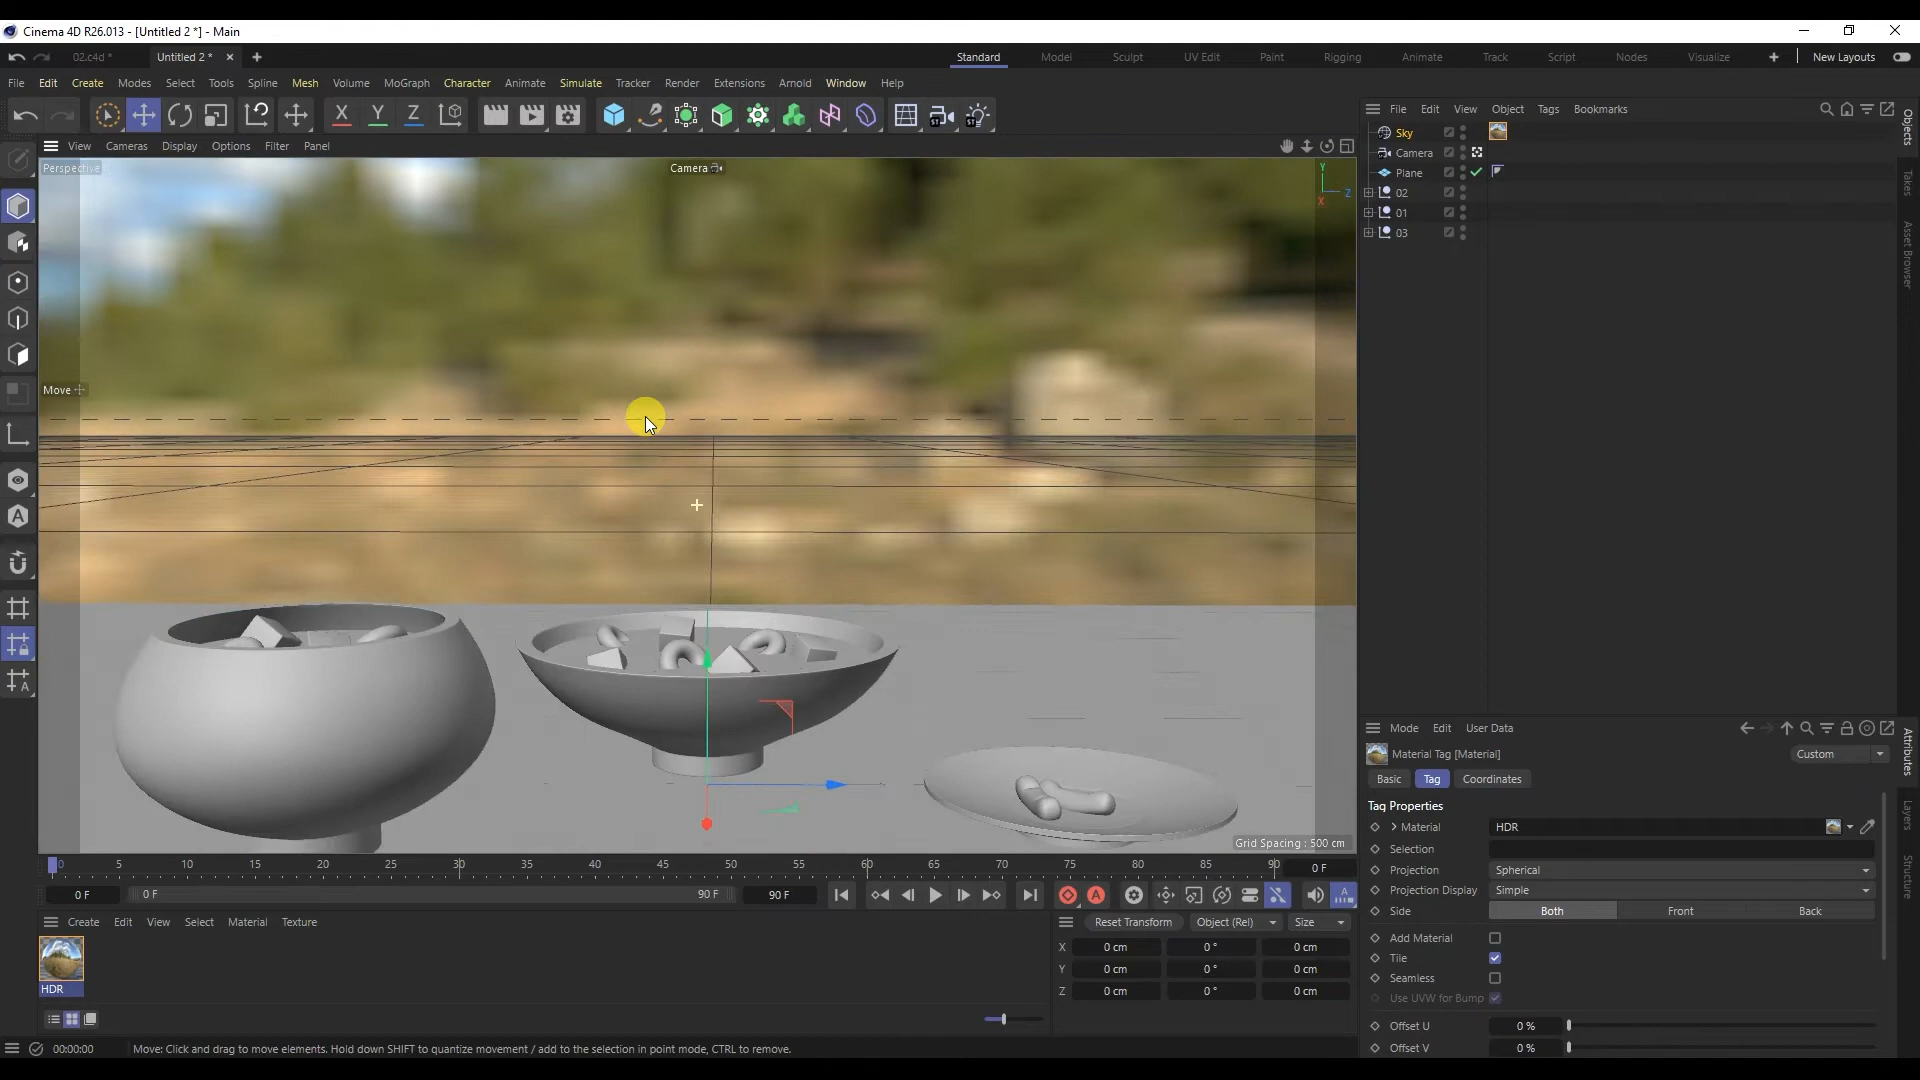 Cinema 4D R26.013 - [Untitled 2 *] - Main
02.c4d *
Untitled 2 *
Standard
Model
Sculpt
UV Edit
Paint
Rigging
Animate
Track
Script
Nodes
Visualize
New Layouts
File Edit Create Modes Select Tools Spline Mesh Volume MoGraph Character Animate Simulate Tracker Render Extensions Arnold Window Help
X Y Z
ST
ST
File Edit View Object Tags Bookmarks
View Cameras Display Options Filter Panel
Perspective
Camera
Y
Z
X
Move
Grid Spacing : 500 cm
Sky
Camera
Plane
02
01
03
Objects
Takes
Asset Browser
Mode Edit User Data
Material Tag [Material]
Custom
Basic
Tag
Coordinates
Tag Properties
Material
HDR
Selection
Projection
Spherical
Projection Display
Simple
Side
Both
Front
Back
Add Material
Tile
Seamless
Use UVW for Bump
Offset U
0 %
Offset V
0 %
Attributes
Layers
Structure
0 5 10 15 20 25 30 35 40 45 50 55 60 65 70 75 80 85 90
0 F
0 F
0 F
90 F
90 F
Create Edit View Select Material Texture
HDR
Reset Transform
Object (Rel)
Size
X 0 cm 0 ° 0 cm
Y 0 cm 0 ° 0 cm
Z 0 cm 0 ° 0 cm
00:00:00
Move: Click and drag to move elements. Hold down SHIFT to quantize movement / add to the selection in point mode, CTRL to remove.